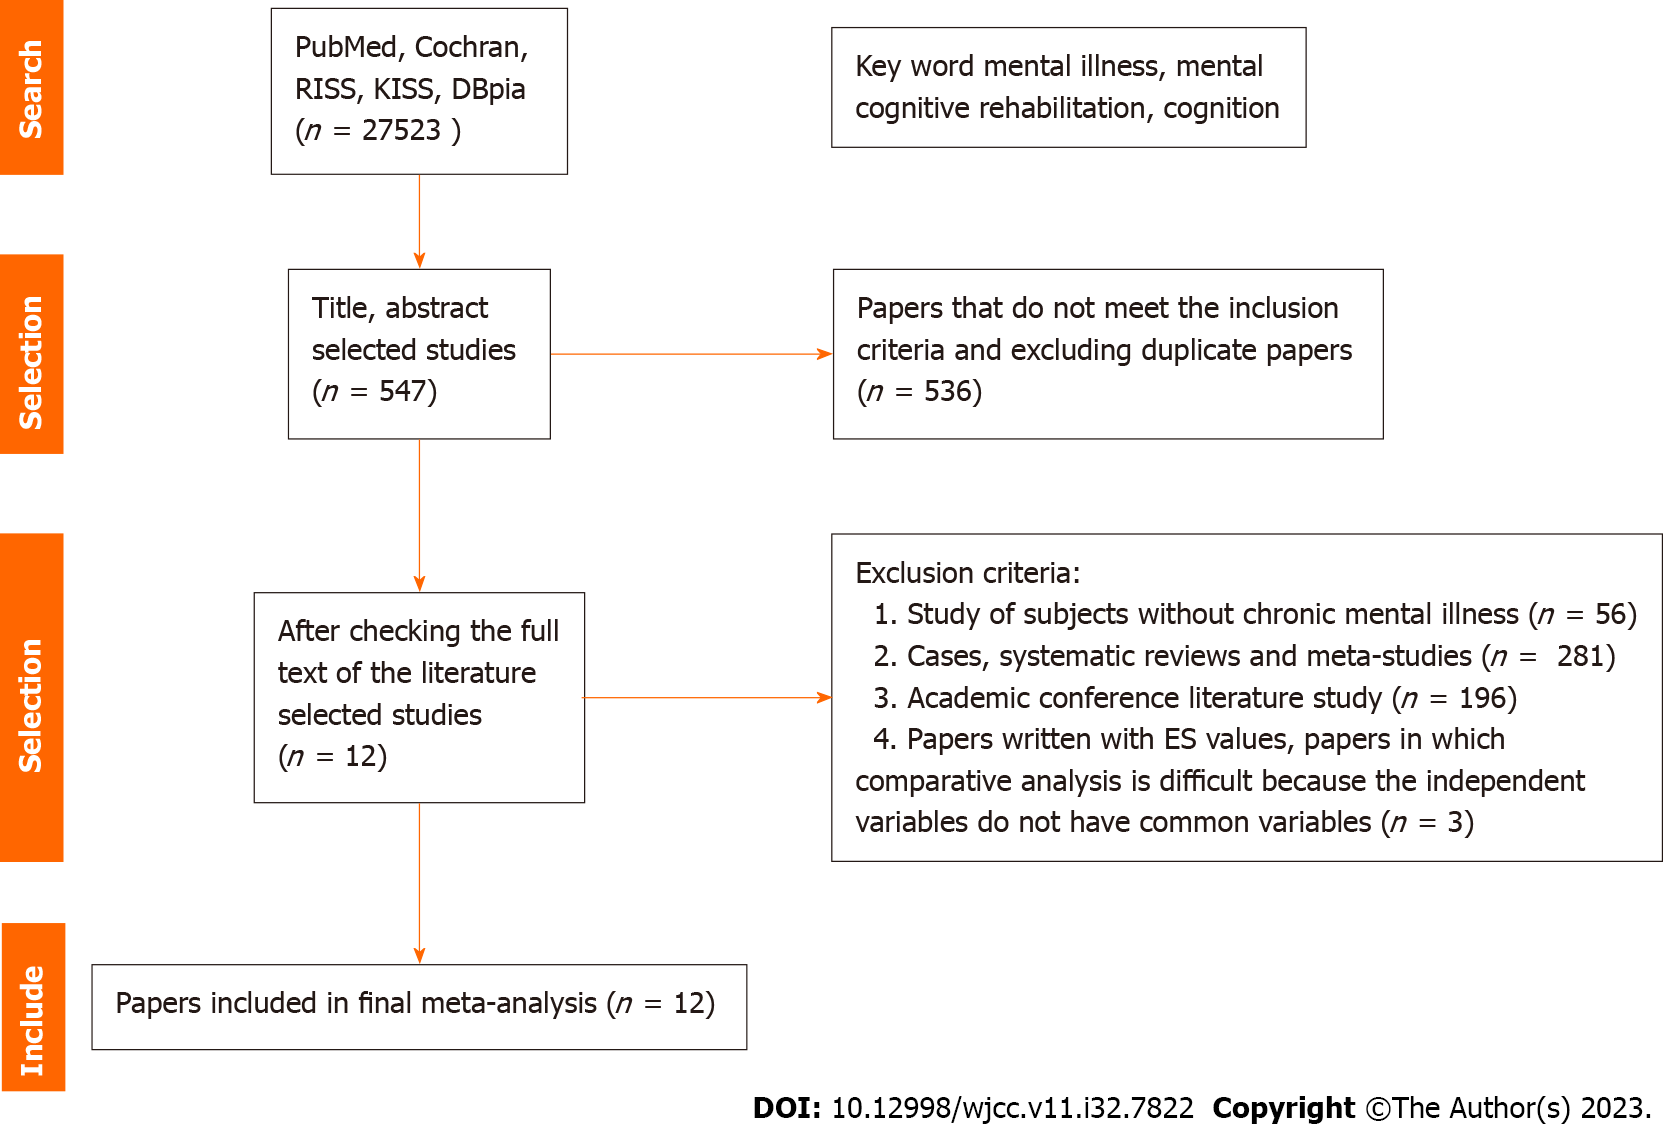 Search
PubMed, Cochran,
RISS, KISS, DBpia
(n = 27523 )
Key word mental illness, mental
cognitive rehabilitation, cognition
Selection
Title, abstract
selected studies
(n = 547)
Papers that do not meet the inclusion
criteria and excluding duplicate papers
(n = 536)
Selection
After checking the full
text of the literature
selected studies
(n = 12)
Exclusion criteria:
1. Study of subjects without chronic mental illness (n = 56)
2. Cases, systematic reviews and meta-studies (n =  281)
3. Academic conference literature study (n = 196)
4. Papers written with ES values, papers in which
comparative analysis is difficult because the independent
variables do not have common variables (n = 3)
Include
Papers included in final meta-analysis (n = 12)
DOI: 10.12998/wjcc.v11.i32.7822 Copyright ©The Author(s) 2023.